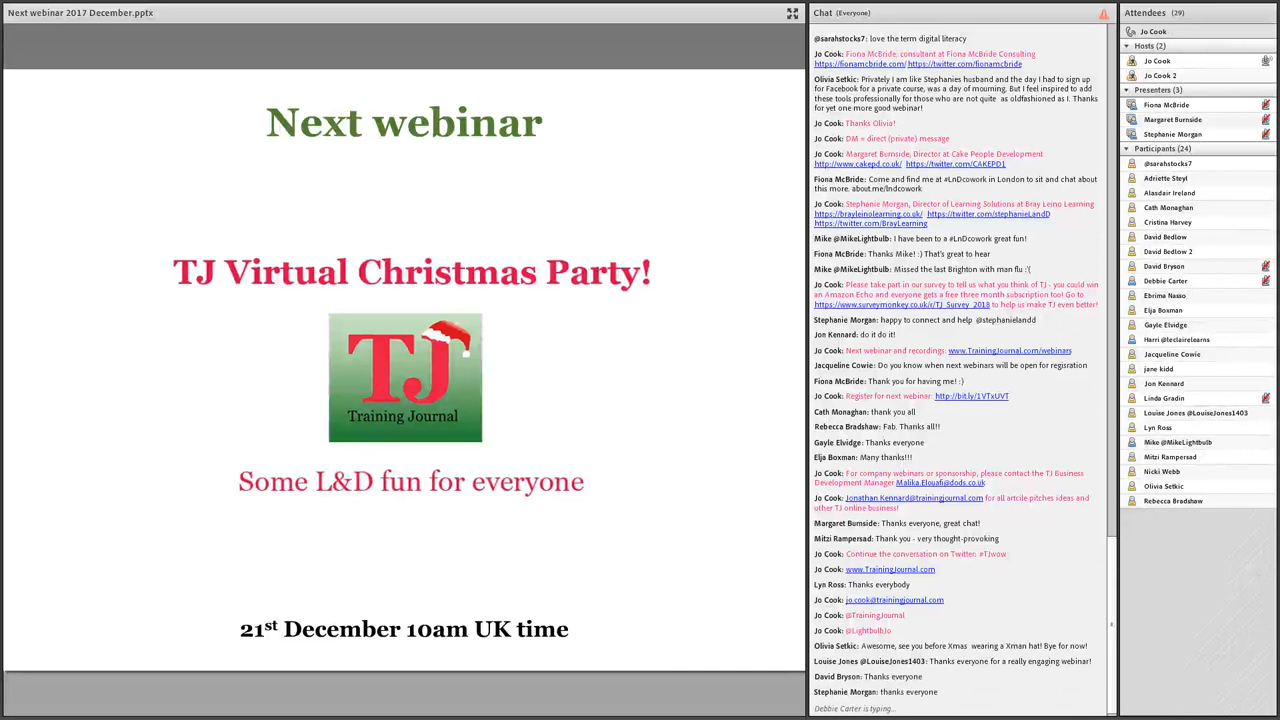 Next webinar 2017 December.pptx
Next webinar
TJ Virtual Christmas Party!
TJ
Training Journal
Some L&D fun for everyone
21st December 10am UK time
Chat (Everyone)
@sarahstocks7: love the term digital literacy
Jo Cook: Fiona McBride, consultant at Fiona McBride Consulting
https://fionamcbride.com/ https://twitter.com/fionamcbride
Olivia Setkic: Privately I am like Stephanies husband and the day I had to sign up
for Facebook for a private course, was a day of mourning. But I feel inspired to add
these tools professionally for those who are not quite as oldfashioned as I. Thanks
for yet one more good webinar!
Jo Cook: Thanks Olivia!
Jo Cook: DM = direct (private) message
Jo Cook: Margaret Burnside, Director at Cake People Development
http://www.cakepd.co.uk/ https://twitter.com/CAKEPD1
Fiona McBride: Come and find me at #LnDcowork in London to sit and chat about
this more. about.me/lndcowork
Jo Cook: Stephanie Morgan, Director of Learning Solutions at Bray Leino Learning
https://brayleinolearning.co.uk/ https://twitter.com/stephanieLandD
https://twitter.com/BrayLearning
Mike @MikeLightbulb: I have been to a #LnDcowork great fun!
Fiona McBride: Thanks Mike! :) That's great to hear
Mike @MikeLightbulb: Missed the last Brighton with man flu :'(
Jo Cook: Please take part in our survey to tell us what you think of TJ - you could win
an Amazon Echo and everyone gets a free three month subscription too! Go to
https://www.surveymonkey.co.uk/r/TJ_Survey_2018 to help us make TJ even better!
Stephanie Morgan: happy to connect and help @stephanielandd
Jon Kennard: do it do it!
Jo Cook: Next webinar and recordings: www.TrainingJournal.com/webinars
Jacqueline Cowie: Do you know when next webinars will be open for regisration
Fiona McBride: Thank you for having me! :)
Jo Cook: Register for next webinar: http://bit.ly/1VTxUVT
Cath Monaghan: thank you all
Rebecca Bradshaw: Fab. Thanks all!!
Gayle Elvidge: Thanks everyone
Elja Boxman: Many thanks!!!
Jo Cook: For company webinars or sponsorship, please contact the TJ Business
Development Manager Malika.Elouafi@dods.co.uk
Jo Cook: Jonathan.Kennard@trainingjournal.com for all artcile pitches ideas and
other TJ online business!
Margaret Burnside: Thanks everyone, great chat!
Mitzi Rampersad: Thank you - very thought-provoking
Jo Cook: Continue the conversation on Twitter: #TJwow
Jo Cook: www.TrainingJournal.com
Lyn Ross: Thanks everybody
Jo Cook: jo.cook@trainingjournal.com
Jo Cook: @TrainingJournal
Jo Cook: @LightbulbJo
Olivia Setkic: Awesome, see you before Xmas wearing a Xman hat! Bye for now!
Louise Jones @LouiseJones1403: Thanks everyone for a really engaging webinar!
David Bryson: Thanks everyone
Stephanie Morgan: thanks everyone
Debbie Carter is typing...
Attendees (29)
Jo Cook
Hosts (2)
Jo Cook
Jo Cook 2
Presenters (3)
Fiona McBride
Margaret Burnside
Stephanie Morgan
Participants (24)
@sarahstocks7
Adriette Steyl
Alasdair Ireland
Cath Monaghan
Cristina Harvey
David Bedlow
David Bedlow 2
David Bryson
Debbie Carter
Ebrima Nasso
Elja Boxman
Gayle Elvidge
Harri @leclairelearns
Jacqueline Cowie
jane kidd
Jon Kennard
Linda Gradin
Louise Jones @LouiseJones1403
Lyn Ross
Mike @MikeLightbulb
Mitzi Rampersad
Nicki Webb
Olivia Setkic
Rebecca Bradshaw